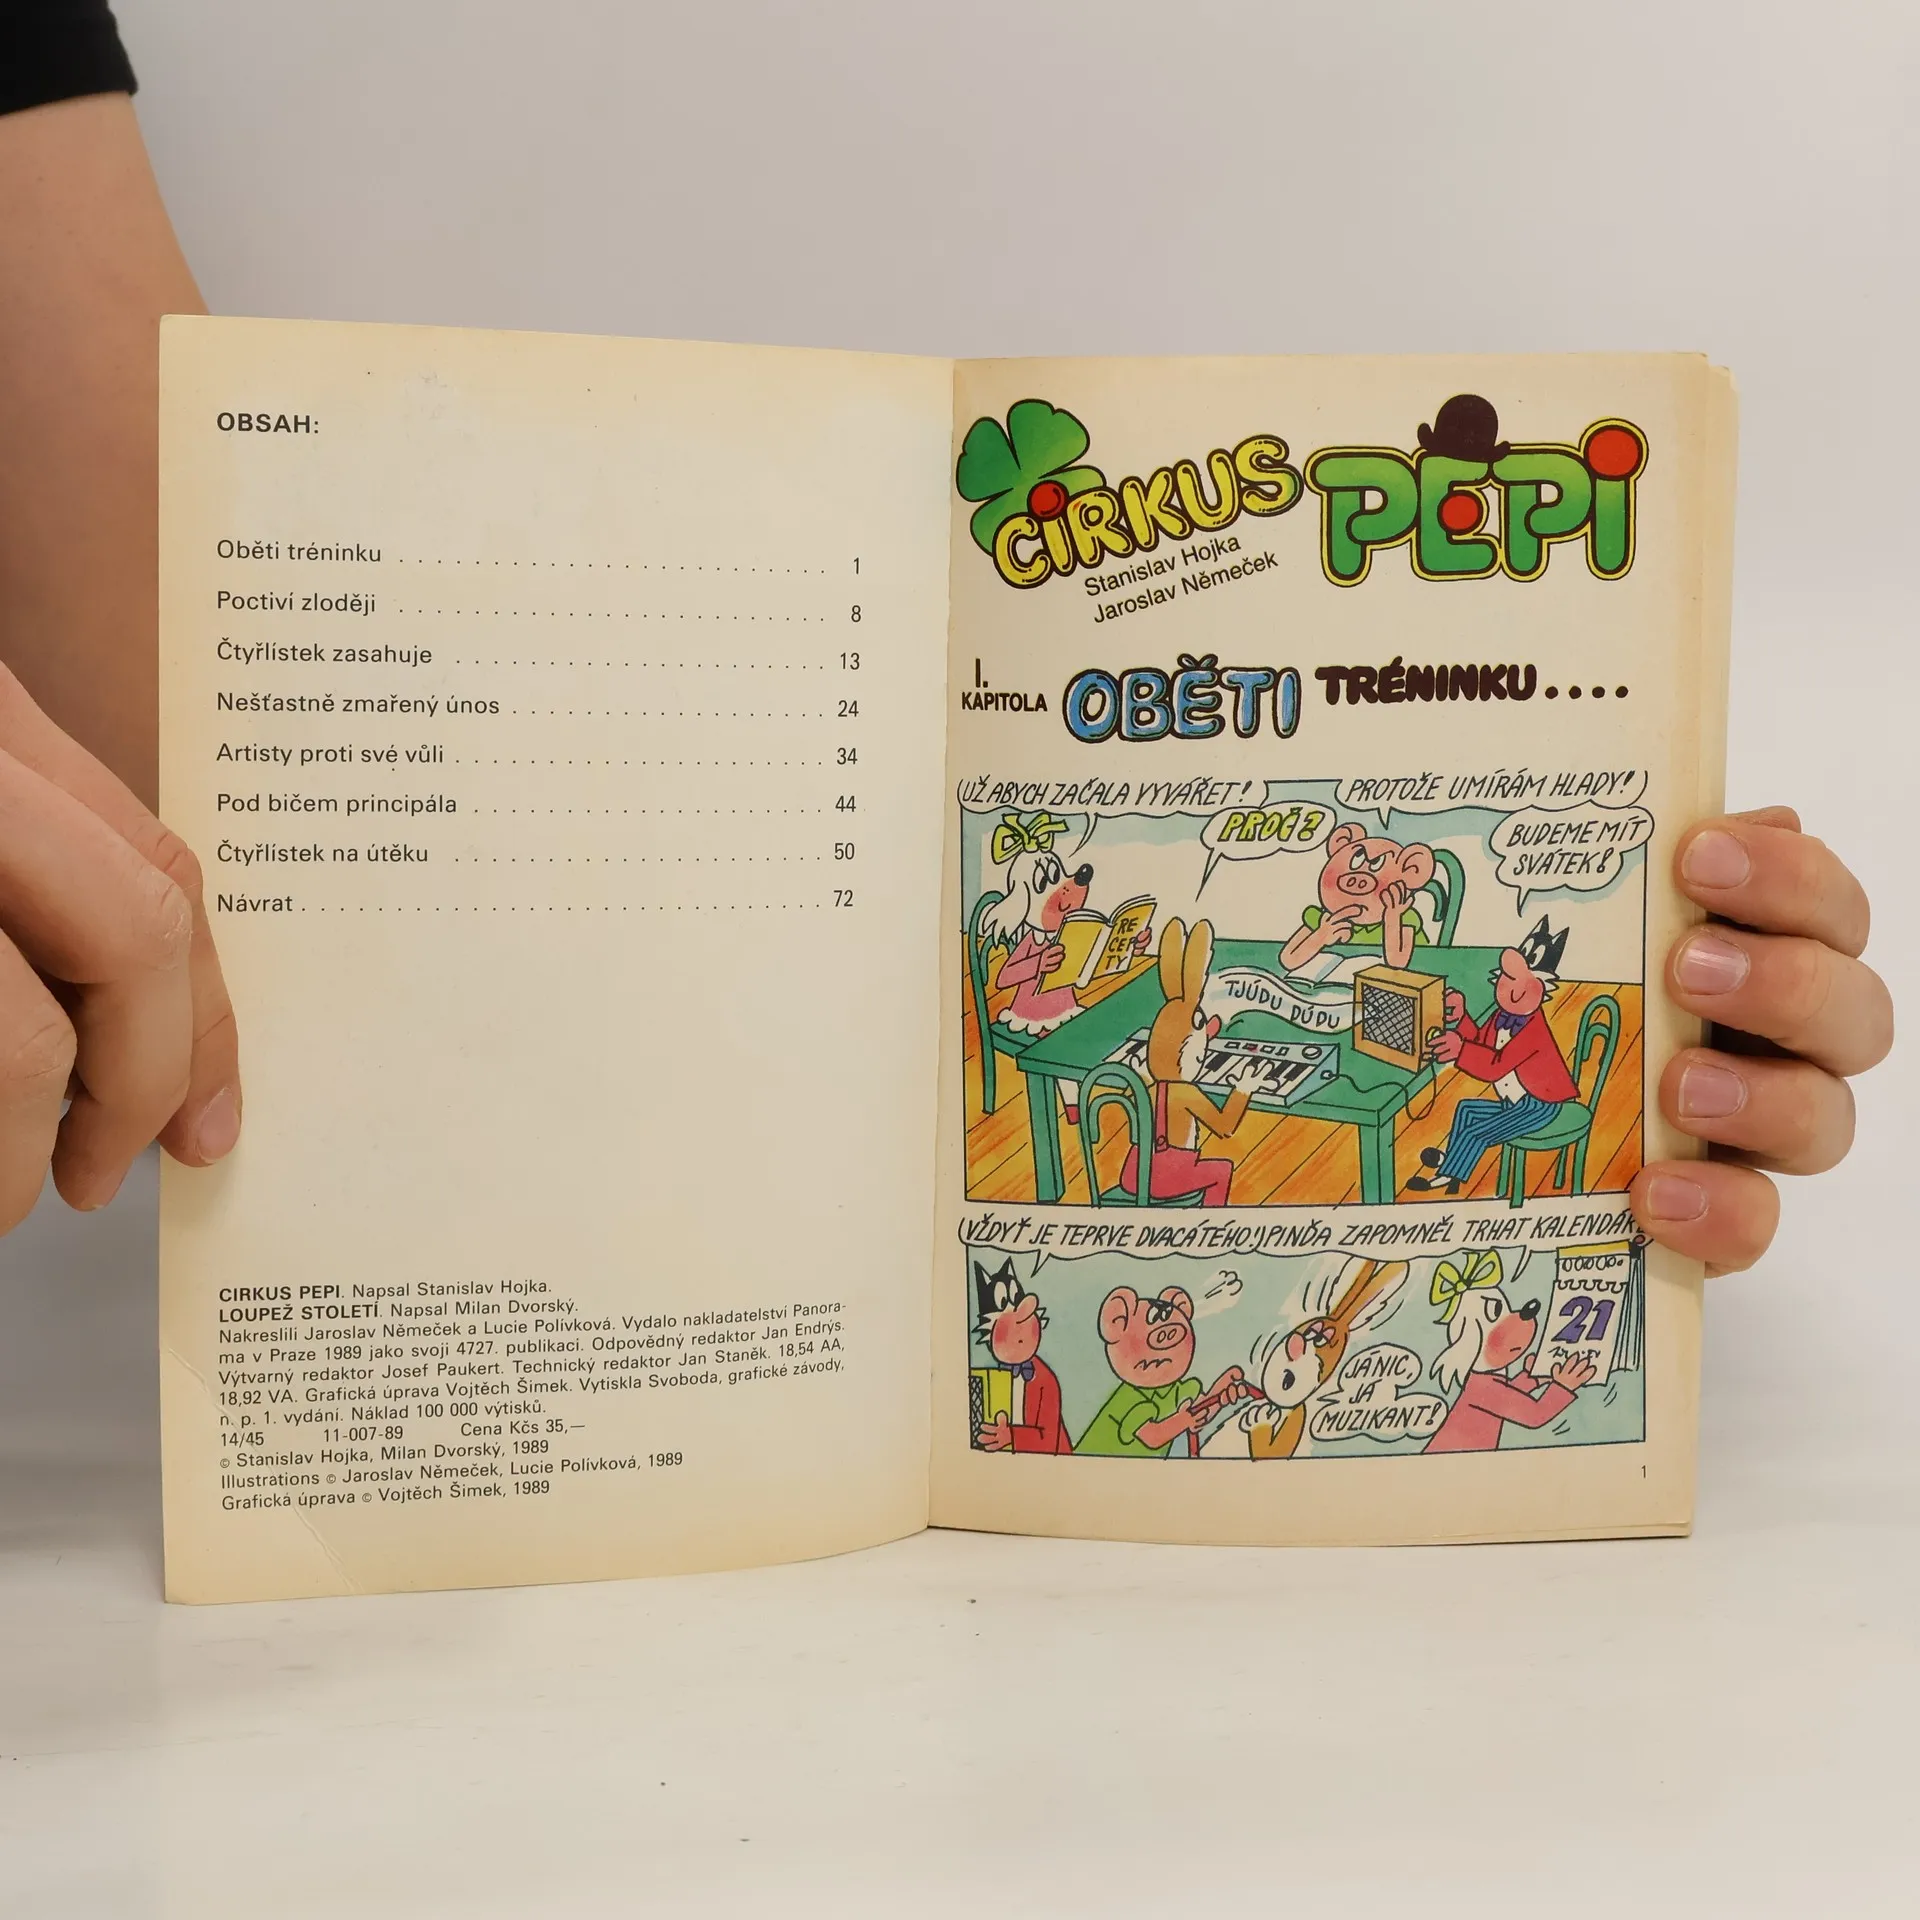 OBSAH:
Oběti tréninku . . . . . . . . . . . . . . . . . . . . . . . . . 1
Poctiví zloději . . . . . . . . . . . . . . . . . . . . . . . . . 8
Čtyřlístek zasahuje . . . . . . . . . . . . . . . . . . . . . . 13
Nešťastně zmařený únos . . . . . . . . . . . . . . . . . . 24
Artisty proti své vůli . . . . . . . . . . . . . . . . . . . . . . 34
Pod bičem principála . . . . . . . . . . . . . . . . . . . . . 44
Čtyřlístek na útěku . . . . . . . . . . . . . . . . . . . . . . 50
Návrat . . . . . . . . . . . . . . . . . . . . . . . . . . . . . . . 72
CIRKUS PEPI. Napsal Stanislav Hojka.
LOUPEŽ STOLETÍ. Napsal Milan Dvorský.
Nakreslili Jaroslav Němeček a Lucie Polívková. Vydalo nakladatelství Panora-
ma v Praze 1989 jako svoji 4727. publikaci. Odpovědný redaktor Jan Endrýs.
Výtvarný redaktor Josef Paukert. Technický redaktor Jan Staněk. 18,54 AA,
18,92 VA. Grafická úprava Vojtěch Šimek. Vytiskla Svoboda, grafické závody,
n. p. 1. vydání. Náklad 100 000 výtisků.
14/45 11-007-89 Cena Kčs 35,—
© Stanislav Hojka, Milan Dvorský, 1989
Illustrations © Jaroslav Němeček, Lucie Polívková, 1989
Grafická úprava © Vojtěch Šimek, 1989
CIRKUS PEPI
Stanislav Hojka
Jaroslav Němeček
I.
KAPITOLA OBĚTI TRÉNINKU....
UŽ ABYCH ZAČALA VYVÁŘET!
PROČ?
PROTOŽE UMÍRÁM HLADY!
BUDEME MÍT
SVÁTEK!
RE
CEP
TY
TJÚDU DÚDU
VŽDYŤ JE TEPRVE DVACÁTÉHO!
PINĎA ZAPOMNĚL TRHAT KALENDÁŘ
JÁNIC,
JÁ
MUZIKANT!
21
1